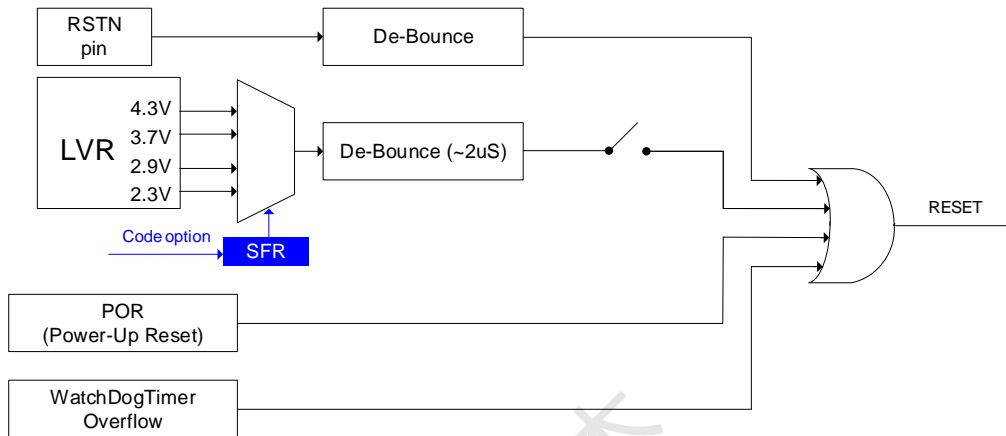 RSTN
pin
De-Bounce
LVR
4.3V
3.7V
2.9V
2.3V
De-Bounce (~2uS)
Code option
SFR
RESET
POR
(Power-Up Reset)
WatchDogTimer
Overflow